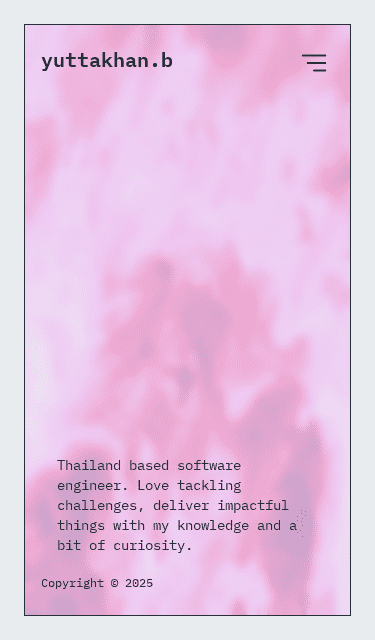 yuttakhan.b
Thailand based software
engineer. Love tackling
challenges, deliver impactful
things with my knowledge and a
bit of curiosity.
Copyright © 2025